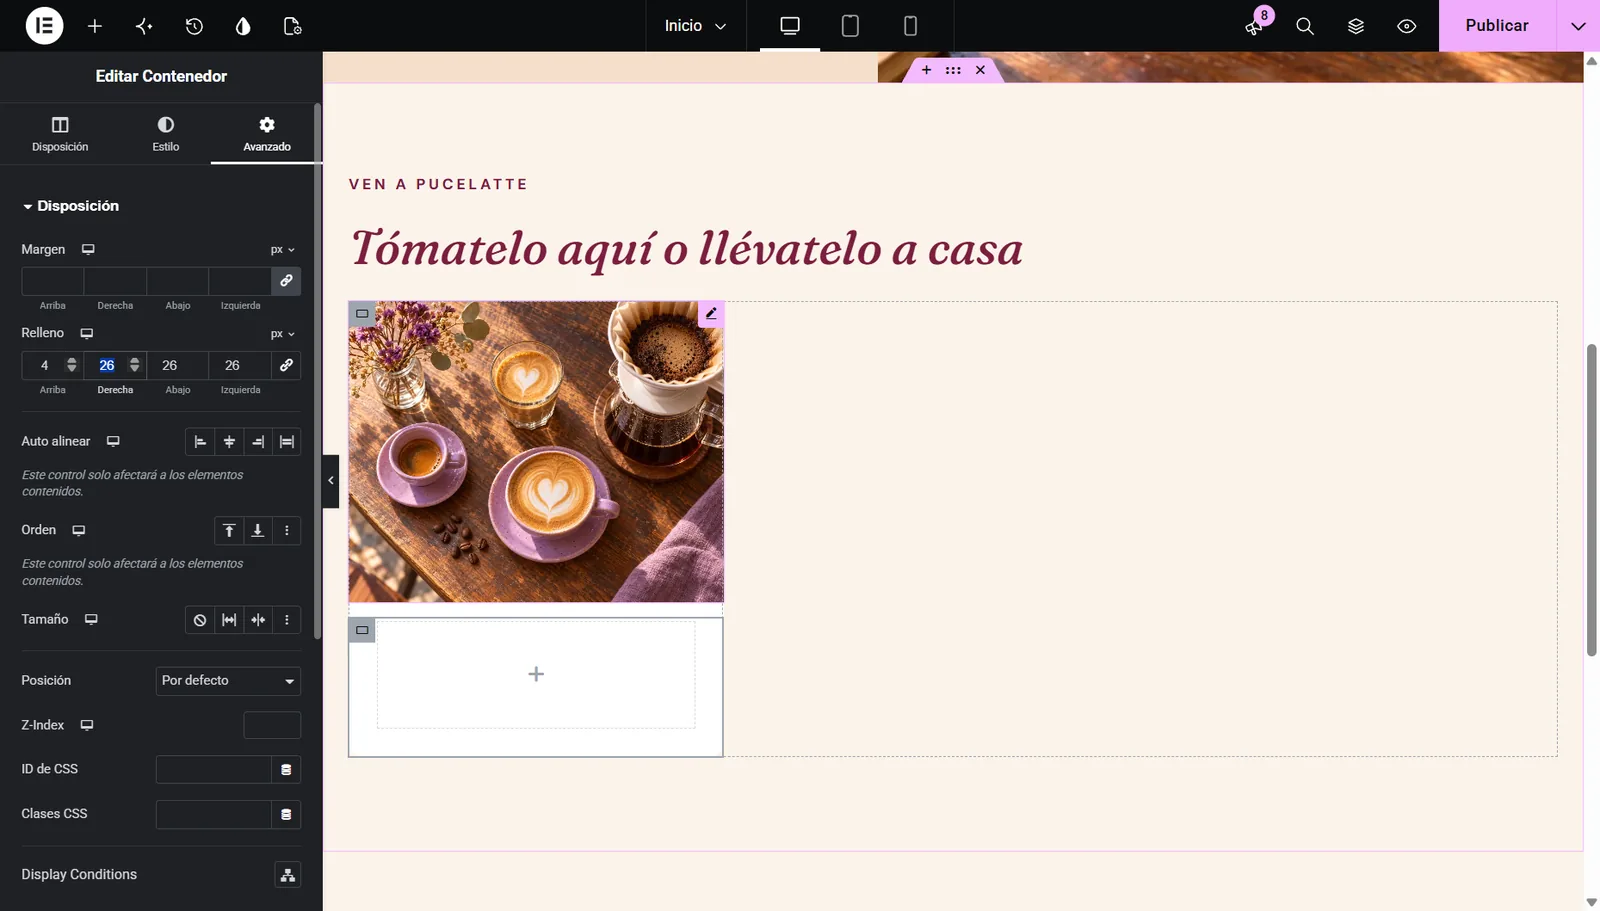 Inicio
8
Publicar
Editar Contenedor
Disposición
Estilo
Avanzado
Disposición
Margen
px
Arriba
Derecha
Abajo
Izquierda
Relleno
px
4
26
26
26
Arriba
Derecha
Abajo
Izquierda
Auto alinear
Este control solo afectará a los elementos
contenidos.
Orden
Este control solo afectará a los elementos
contenidos.
Tamaño
Posición
Por defecto
Z-Index
ID de CSS
Clases CSS
Display Conditions
VEN A PUCELATTE
Tómatelo aquí o llévatelo a casa